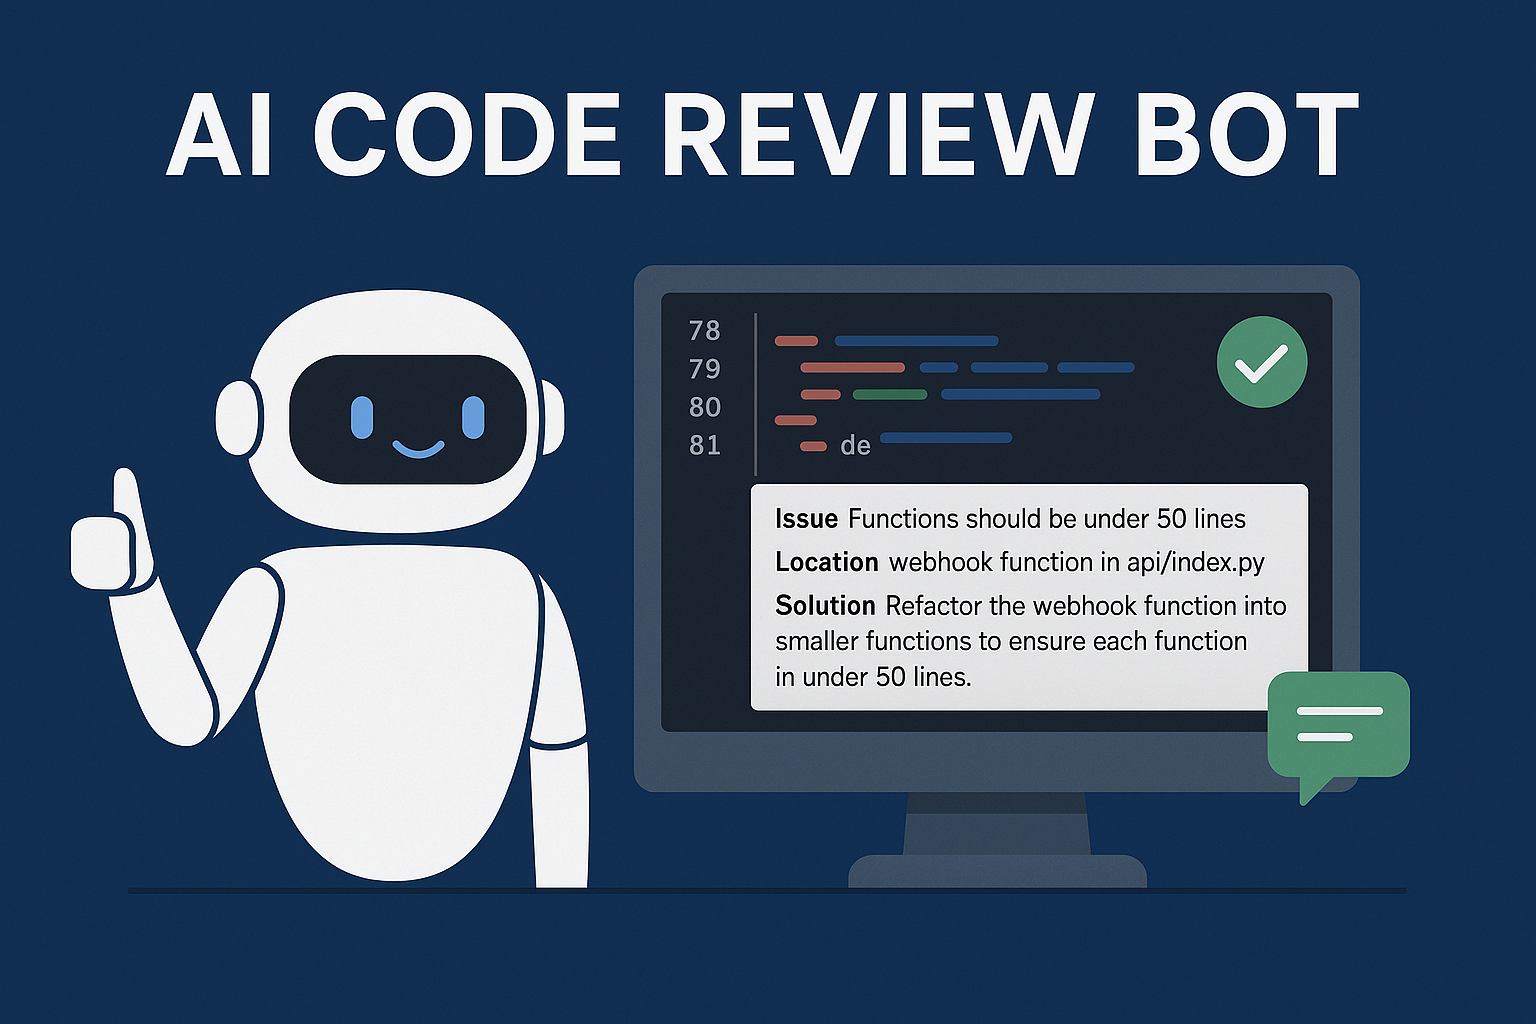 AI CODE REVIEW BOT
78
79
80
81 de
Issue Functions should be under 50 lines
Location webhook function in api/index.py
Solution Refactor the webhook function into
smaller functions to ensure each function
in under 50 lines.